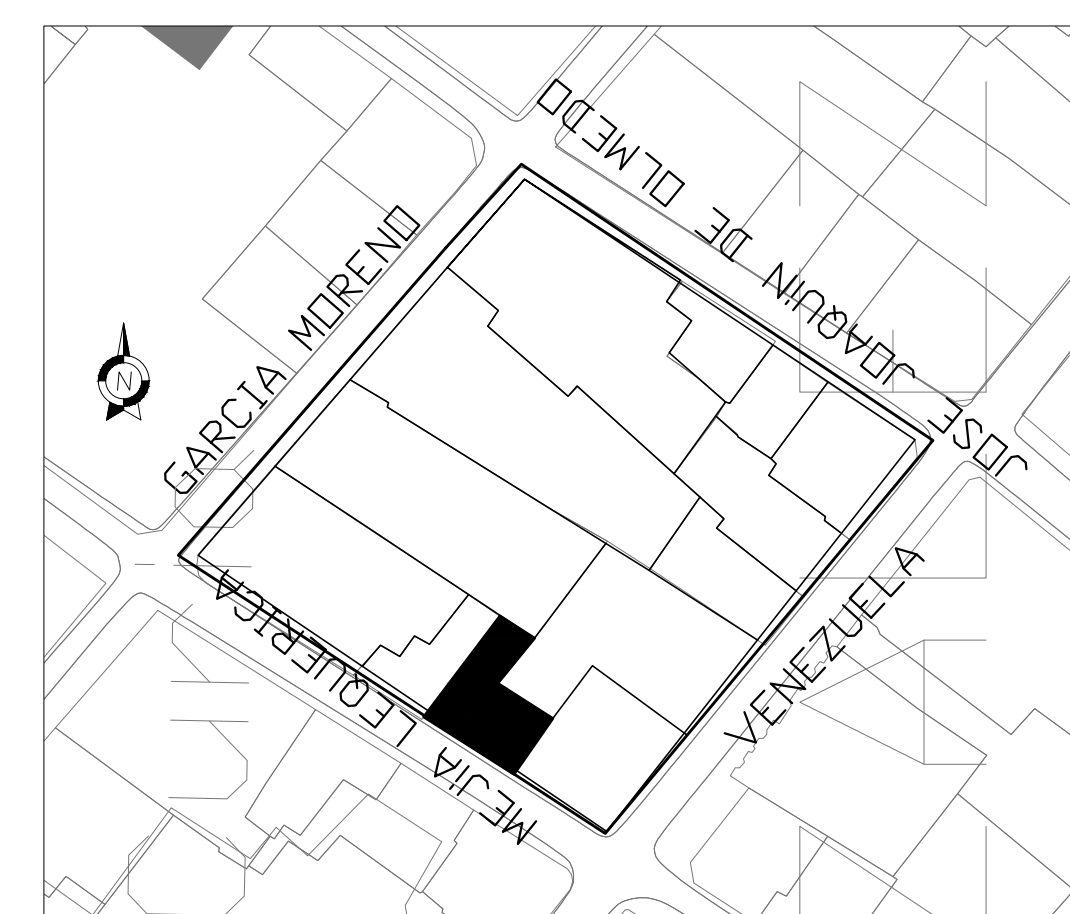 JOSE JOAQUIN DE OLMEDO
GARCIA MORENO
N
VENEZUELA
MEJIA LEQUERICA